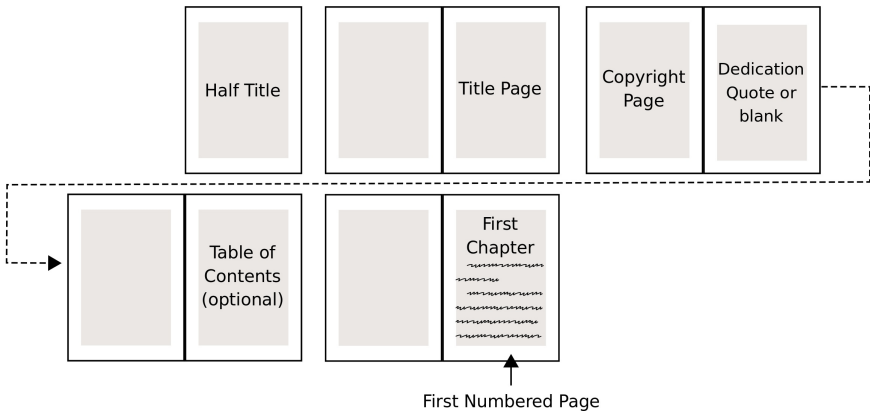 Half Title
Title Page
Copyright
Page
Dedication
Quote or
blank
Table of
Contents
(optional)
First
Chapter
First Numbered Page